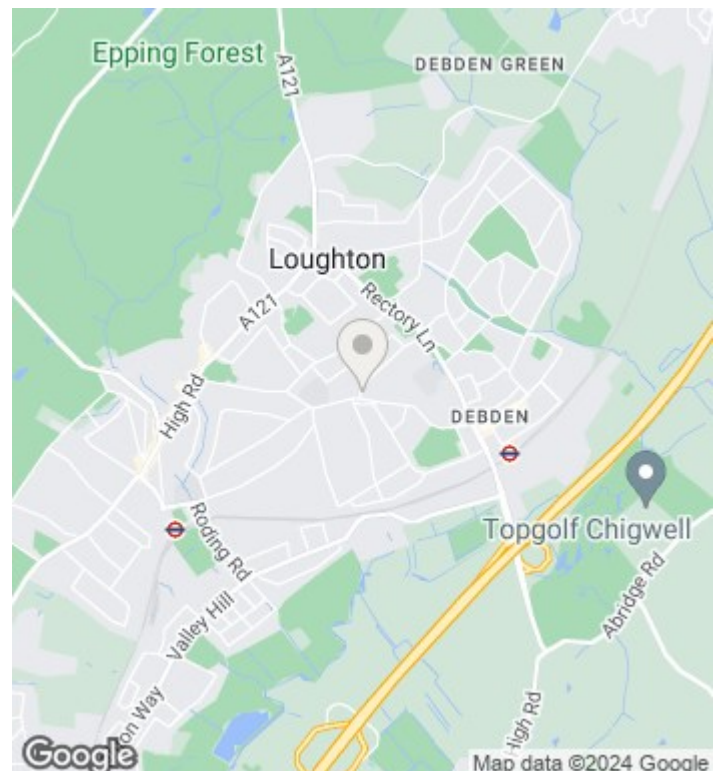 Epping Forest
A121
DEBDEN GREEN
Loughton
A121
Rectory Ln
High Rd
DEBDEN
Roding Rd
Topgolf Chigwell
Abridge Rd
Valley Hill
High Rd
Way
Google
Map data ©2024 Google